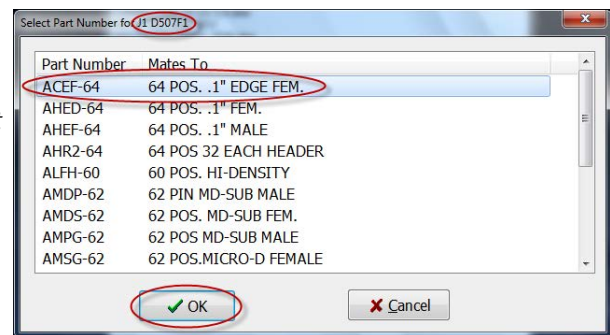 Select Part Number for J1 D507F1
Part Number Mates To
ACEF-64 64 POS. .1" EDGE FEM.
AHED-64 64 POS. .1" FEM.
AHEF-64 64 POS. .1" MALE
AHR2-64 64 POS 32 EACH HEADER
ALFH-60 60 POS. HI-DENSITY
AMDP-62 62 PIN MD-SUB MALE
AMDS-62 62 POS. MD-SUB FEM.
AMPG-62 62 POS MD-SUB MALE
AMSG-62 62 POS.MICRO-D FEMALE
OK Cancel